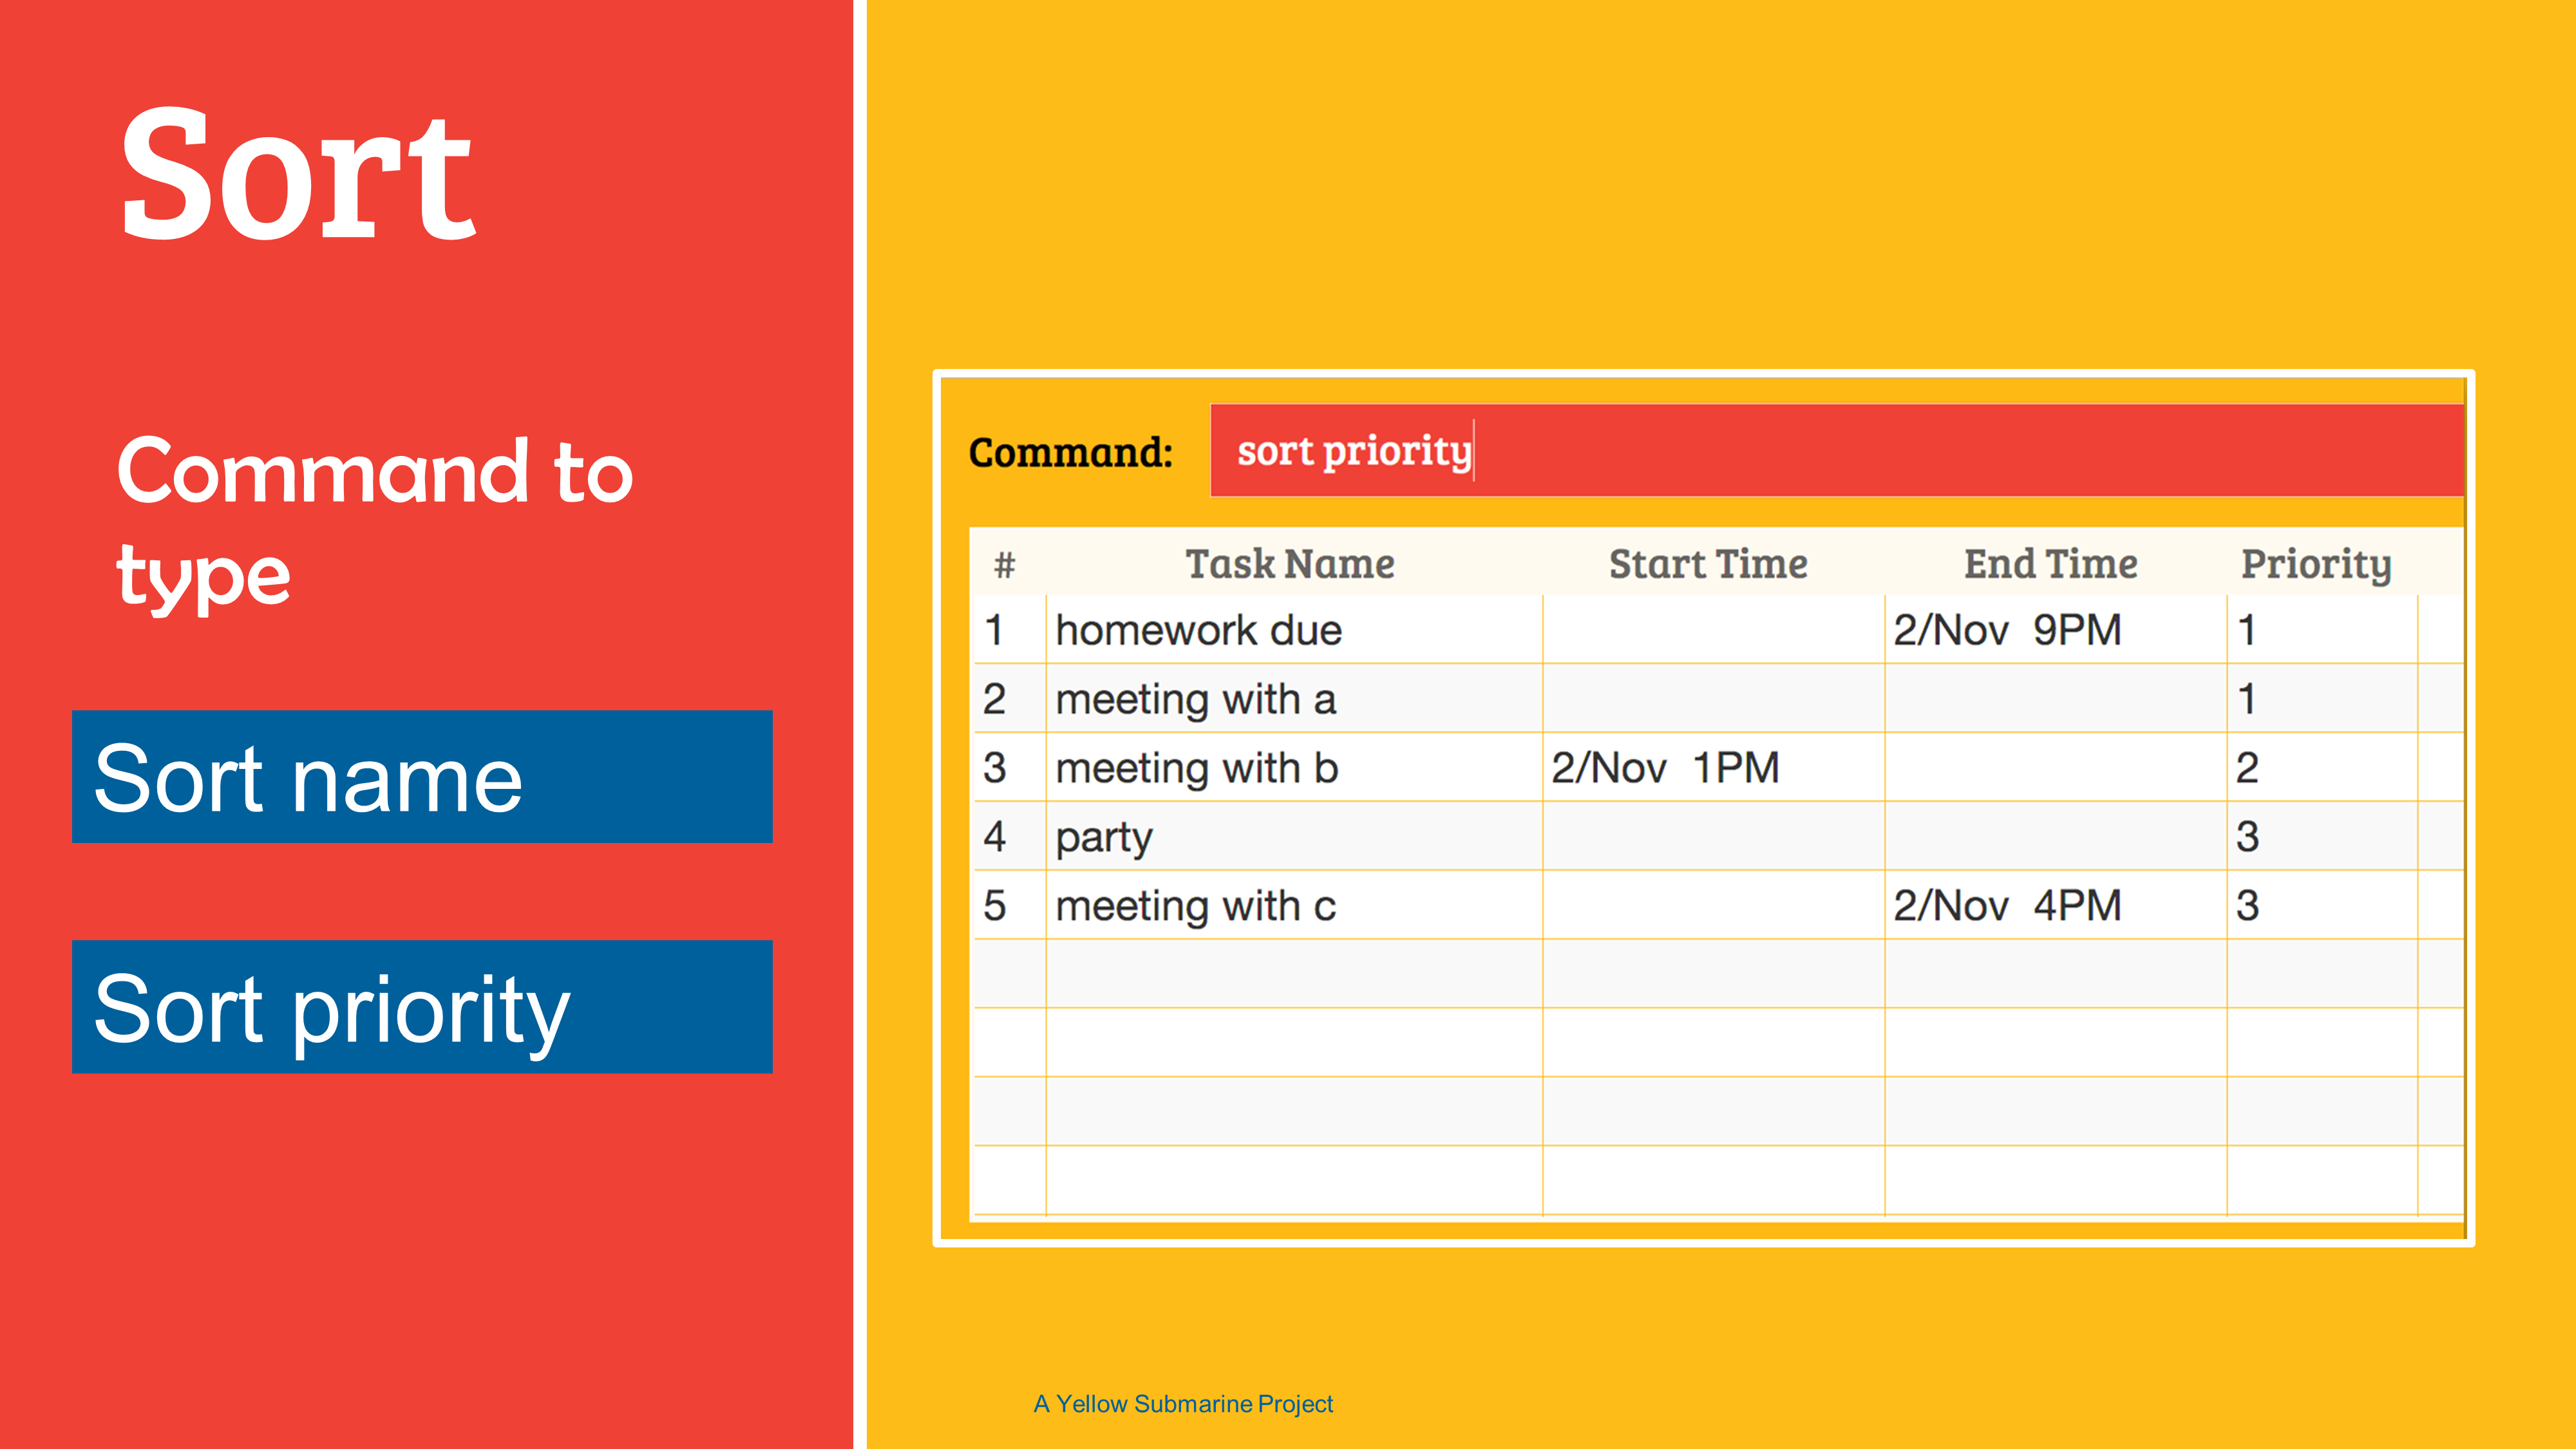 Sort
Command to
type
Sort name
Sort priority
Command: sort priority
# Task Name Start Time End Time Priority
1 homework due 2/Nov 9PM 1
2 meeting with a 1
3 meeting with b 2/Nov 1PM 2
4 party 3
5 meeting with c 2/Nov 4PM 3
A Yellow Submarine Project